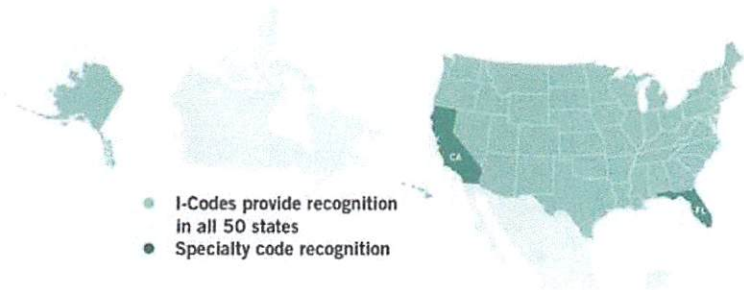 CA
FL
I-Codes provide recognition
in all 50 states
Specialty code recognition